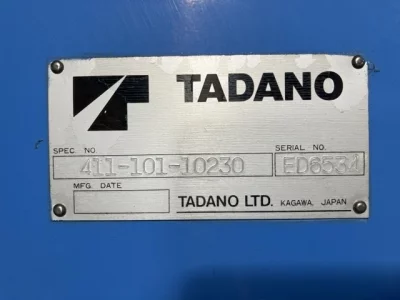 TADANO
SPEC. NO. SERIAL NO.
411-101-10230 ED6534
MFG. DATE
TADANO LTD. KAGAWA, JAPAN